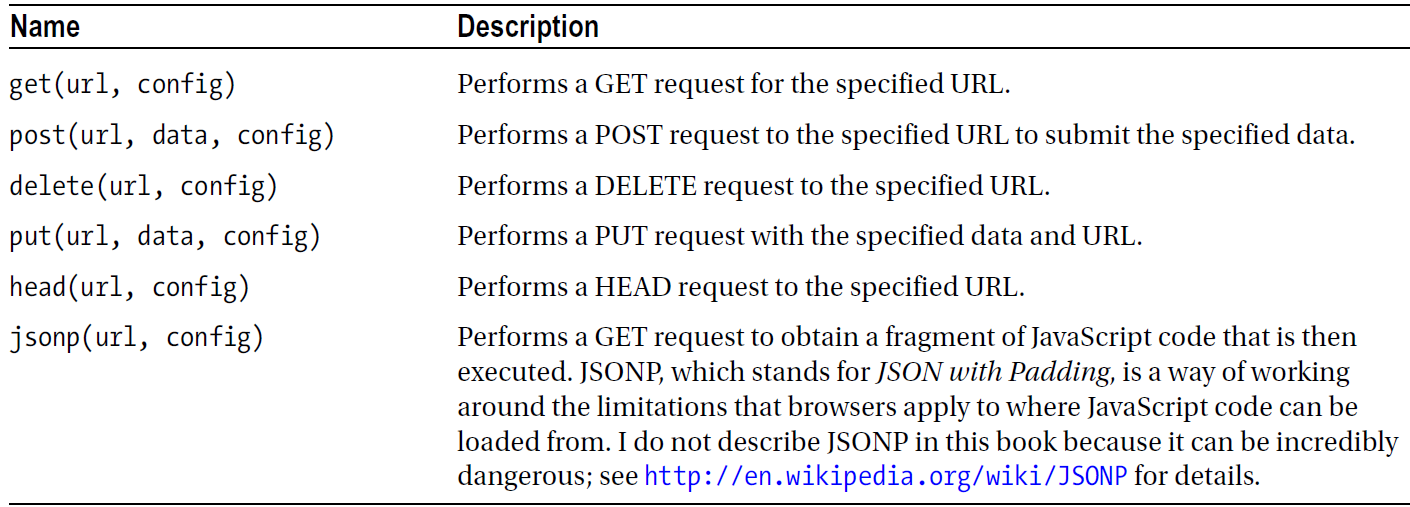 Name Description
get(url, config) Performs a GET request for the specified URL.
post(url, data, config) Performs a POST request to the specified URL to submit the specified data.
delete(url, config) Performs a DELETE request to the specified URL.
put(url, data, config) Performs a PUT request with the specified data and URL.
head(url, config) Performs a HEAD request to the specified URL.
jsonp(url, config) Performs a GET request to obtain a fragment of JavaScript code that is then
executed. JSONP, which stands for JSON with Padding, is a way of working
around the limitations that browsers apply to where JavaScript code can be
loaded from. I do not describe JSONP in this book because it can be incredibly
dangerous; see http://en.wikipedia.org/wiki/JSONP for details.